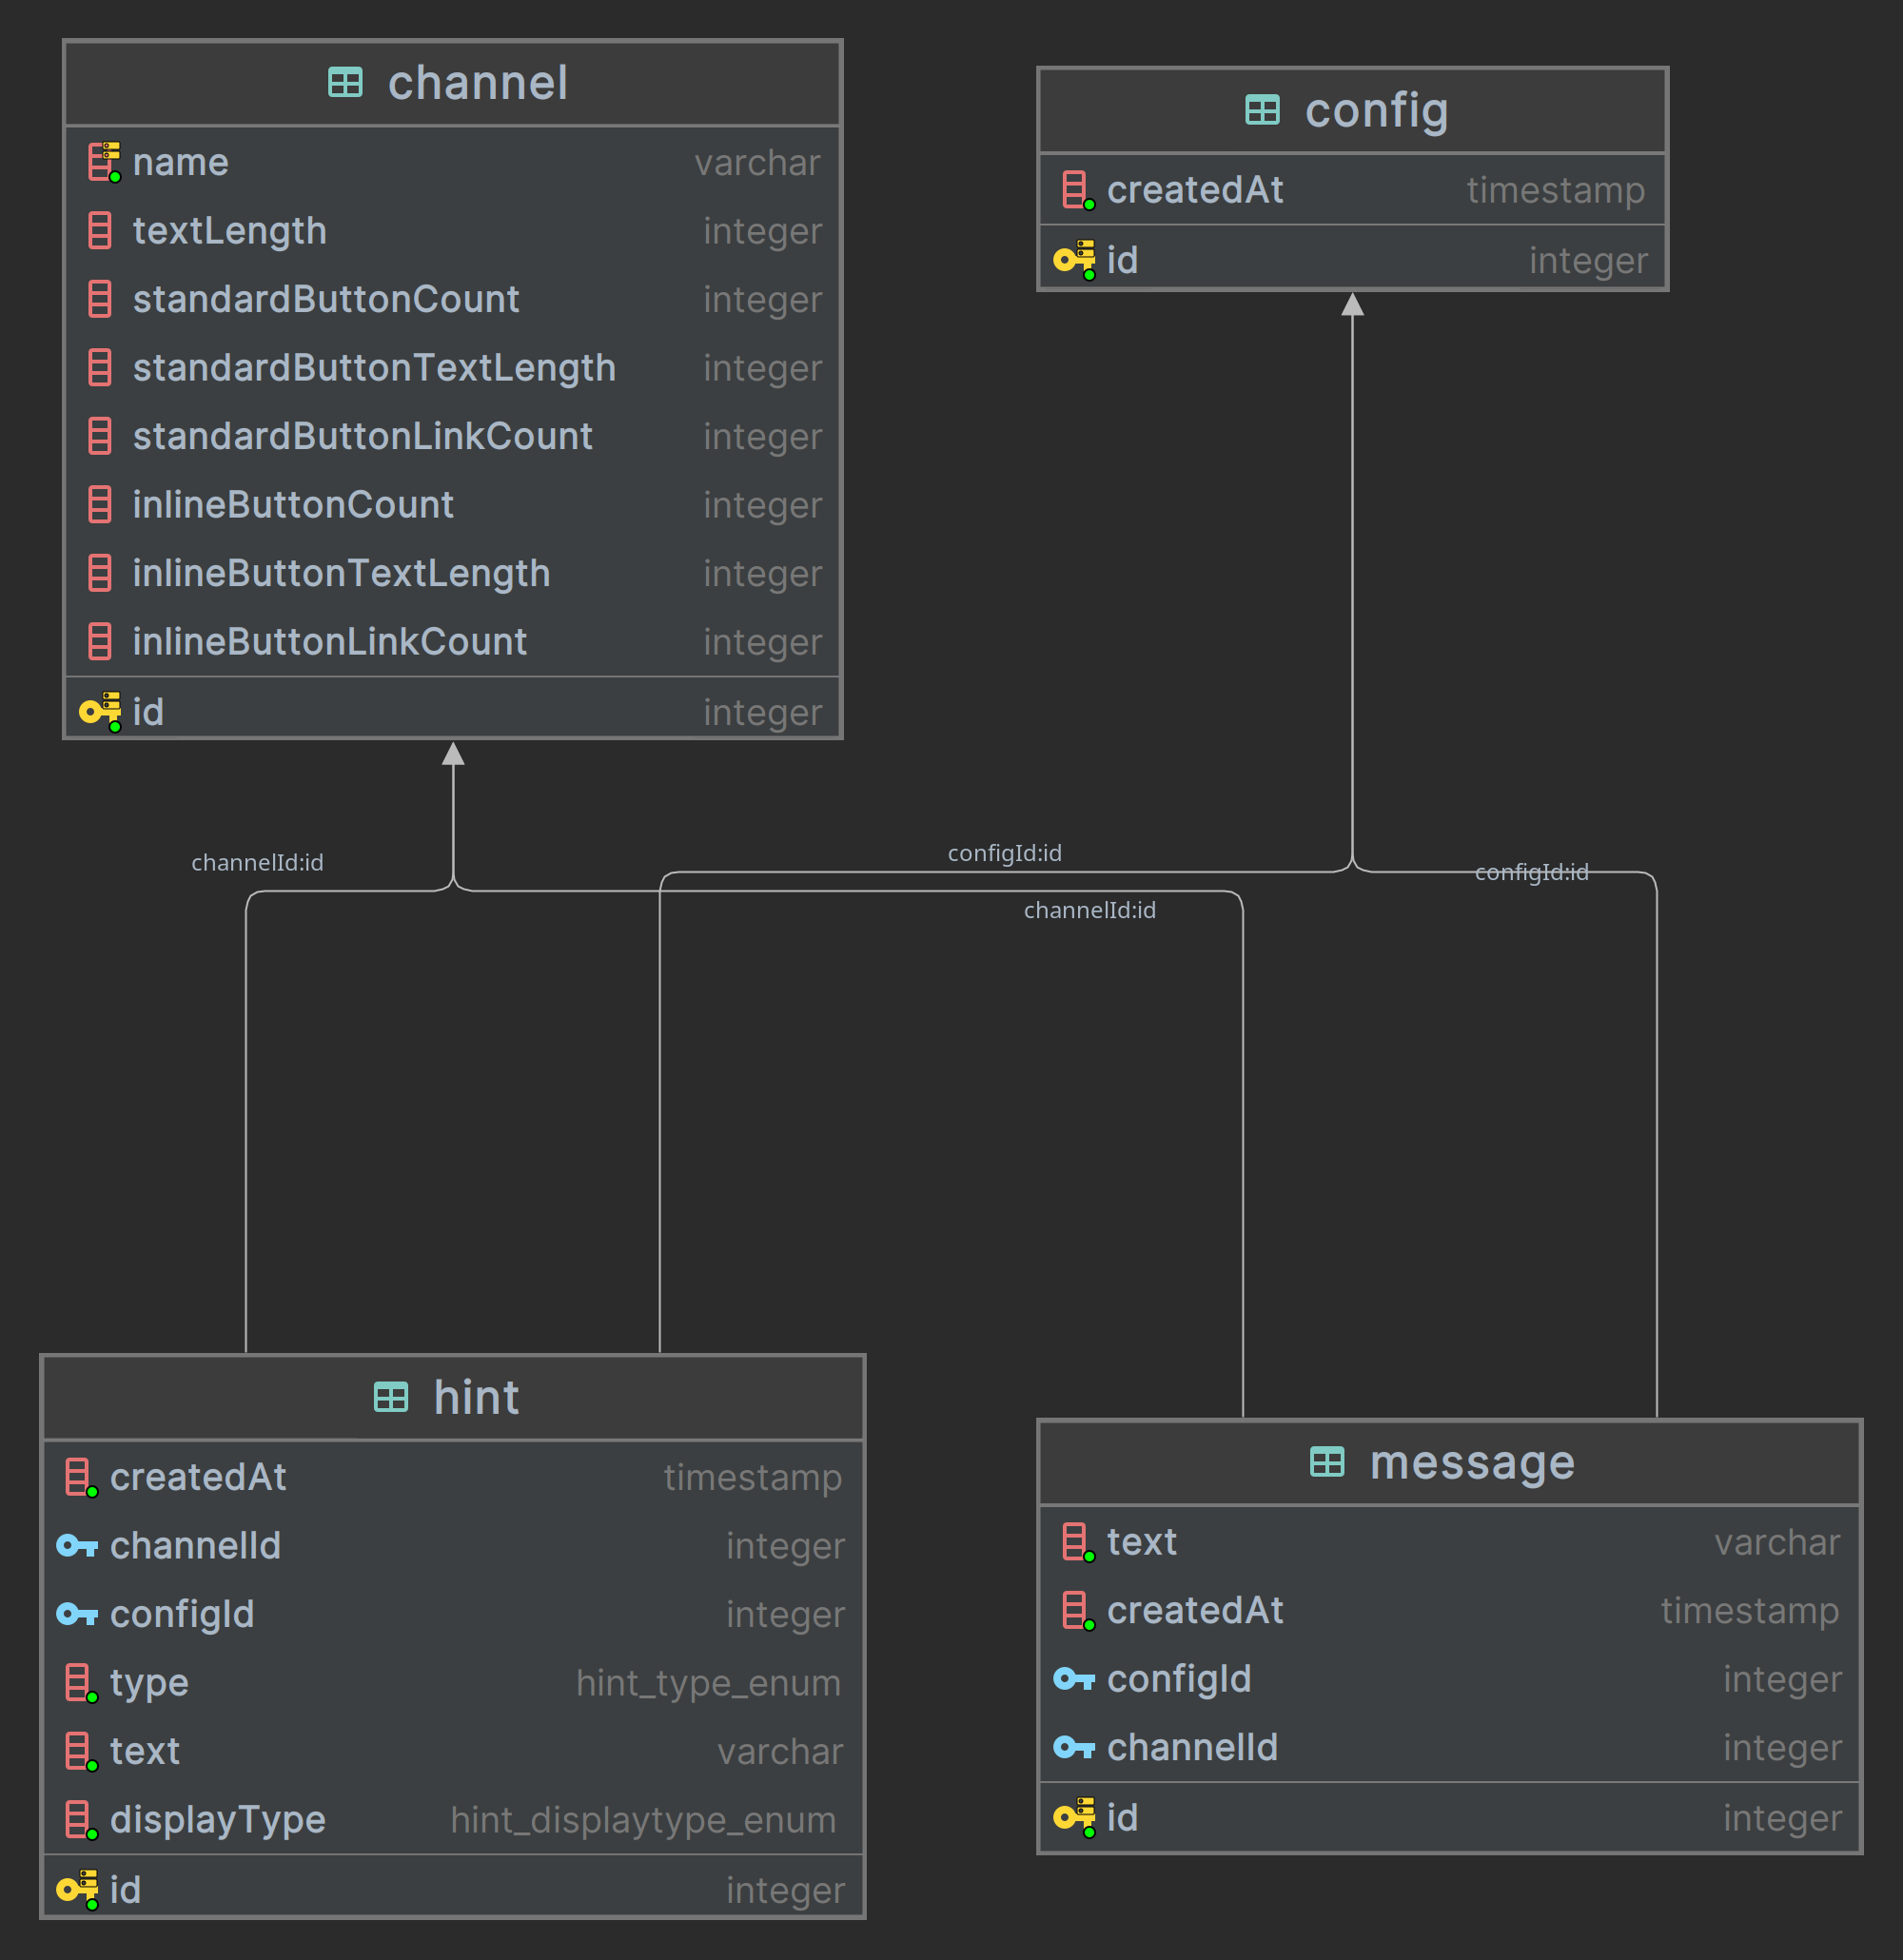 channel
name varchar
textLength integer
standardButtonCount integer
standardButtonTextLength integer
standardButtonLinkCount integer
inlineButtonCount integer
inlineButtonTextLength integer
inlineButtonLinkCount integer
id integer
config
createdAt timestamp
id integer
channelId:id
configId:id
configId:id
channelId:id
hint
createdAt timestamp
channelId integer
configId integer
type hint_type_enum
text varchar
displayType hint_displaytype_enum
id integer
message
text varchar
createdAt timestamp
configId integer
channelId integer
id integer